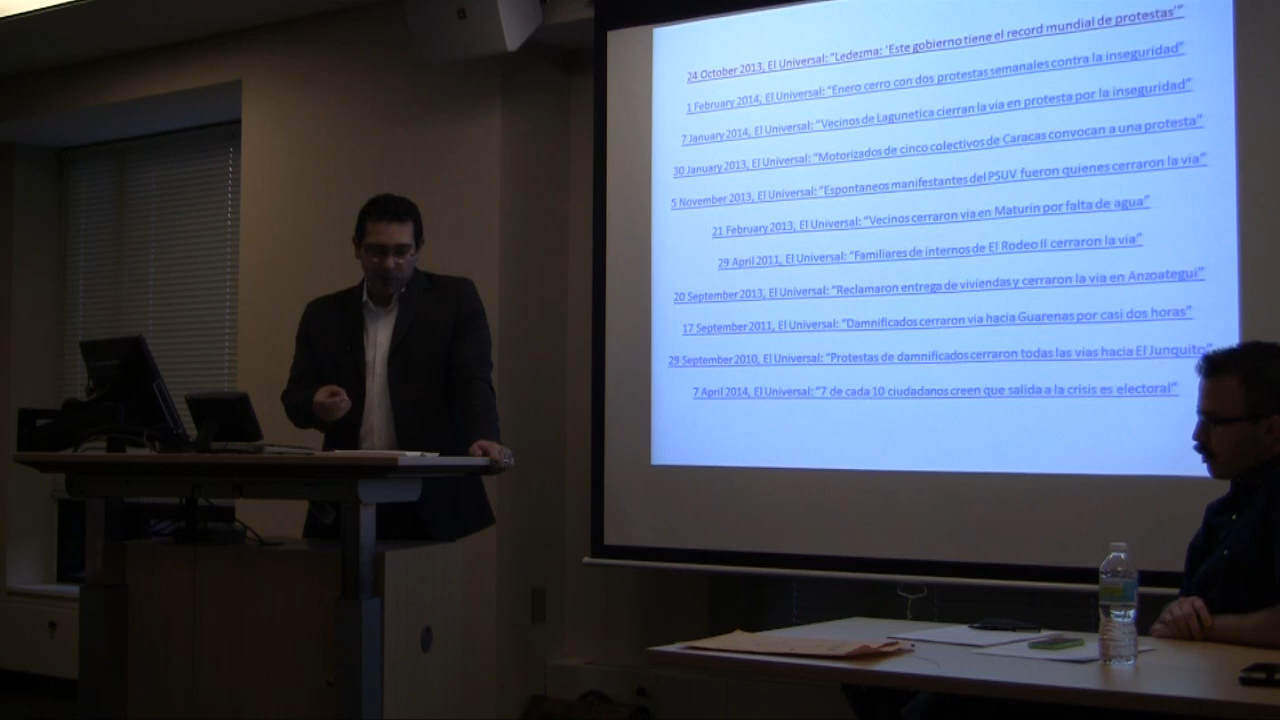 24 October 2013, El Universal: "Ledezma: 'Este gobierno tiene el record mundial de protestas'"
1 February 2014, El Universal: "Enero cerro con dos protestas semanales contra la inseguridad"
7 January 2014, El Universal: "Vecinos de Lagunetica cierran la via en protesta por la inseguridad"
30 January 2013, El Universal: "Motorizados de cinco colectivos de Caracas convocan a una protesta"
5 November 2013, El Universal: "Espontaneos manifestantes del PSUV fueron quienes cerraron la via"
21 February 2013, El Universal: "Vecinos cerraron via en Maturin por falta de agua"
29 April 2011, El Universal: "Familiares de internos de El Rodeo II cerraron la via"
20 September 2013, El Universal: "Reclamaron entrega de viviendas y cerraron la via en Anzoategui"
17 September 2011, El Universal: "Damnificados cerraron via hacia Guarenas por casi dos horas"
29 September 2010, El Universal: "Protestas de damnificados cerraron todas las vias hacia El Junquito"
7 April 2014, El Universal: "7 de cada 10 ciudadanos creen que salida a la crisis es electoral"